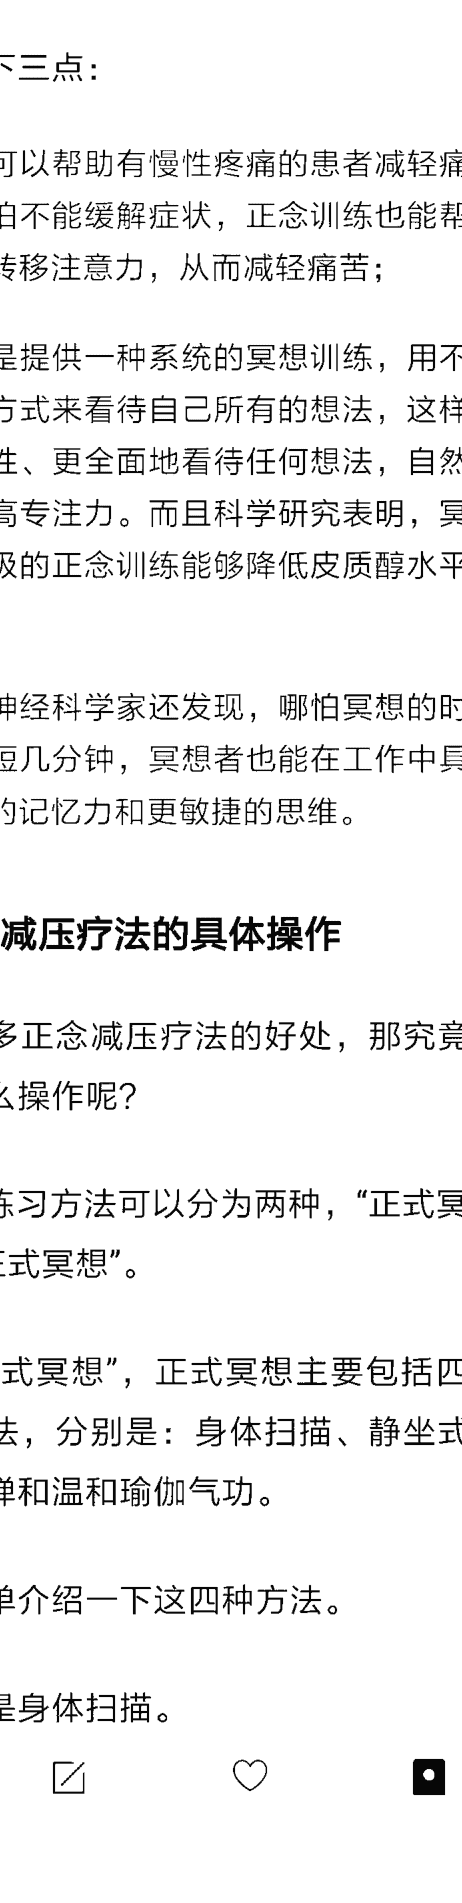 下三点：
可以帮助有慢性疼痛的患者减轻痛
怕不能缓解症状，正念训练也能帮
转移注意力，从而减轻痛苦；
是提供一种系统的冥想训练，用不
方式来看待自己所有的想法，这样
性、更全面地看待任何想法，自然
高专注力。而且科学研究表明，冥
级的正念训练能够降低皮质醇水平
神经科学家还发现，哪怕冥想的时
短几分钟，冥想者也能在工作中具
的记忆力和更敏捷的思维。
减压疗法的具体操作
多正念减压疗法的好处，那究竟
么操作呢？
练习方法可以分为两种，“正式冥
正式冥想”。
式冥想”，正式冥想主要包括四
法，分别是：身体扫描、静坐式
禅和温和瑜伽气功。
单介绍一下这四种方法。
是身体扫描。